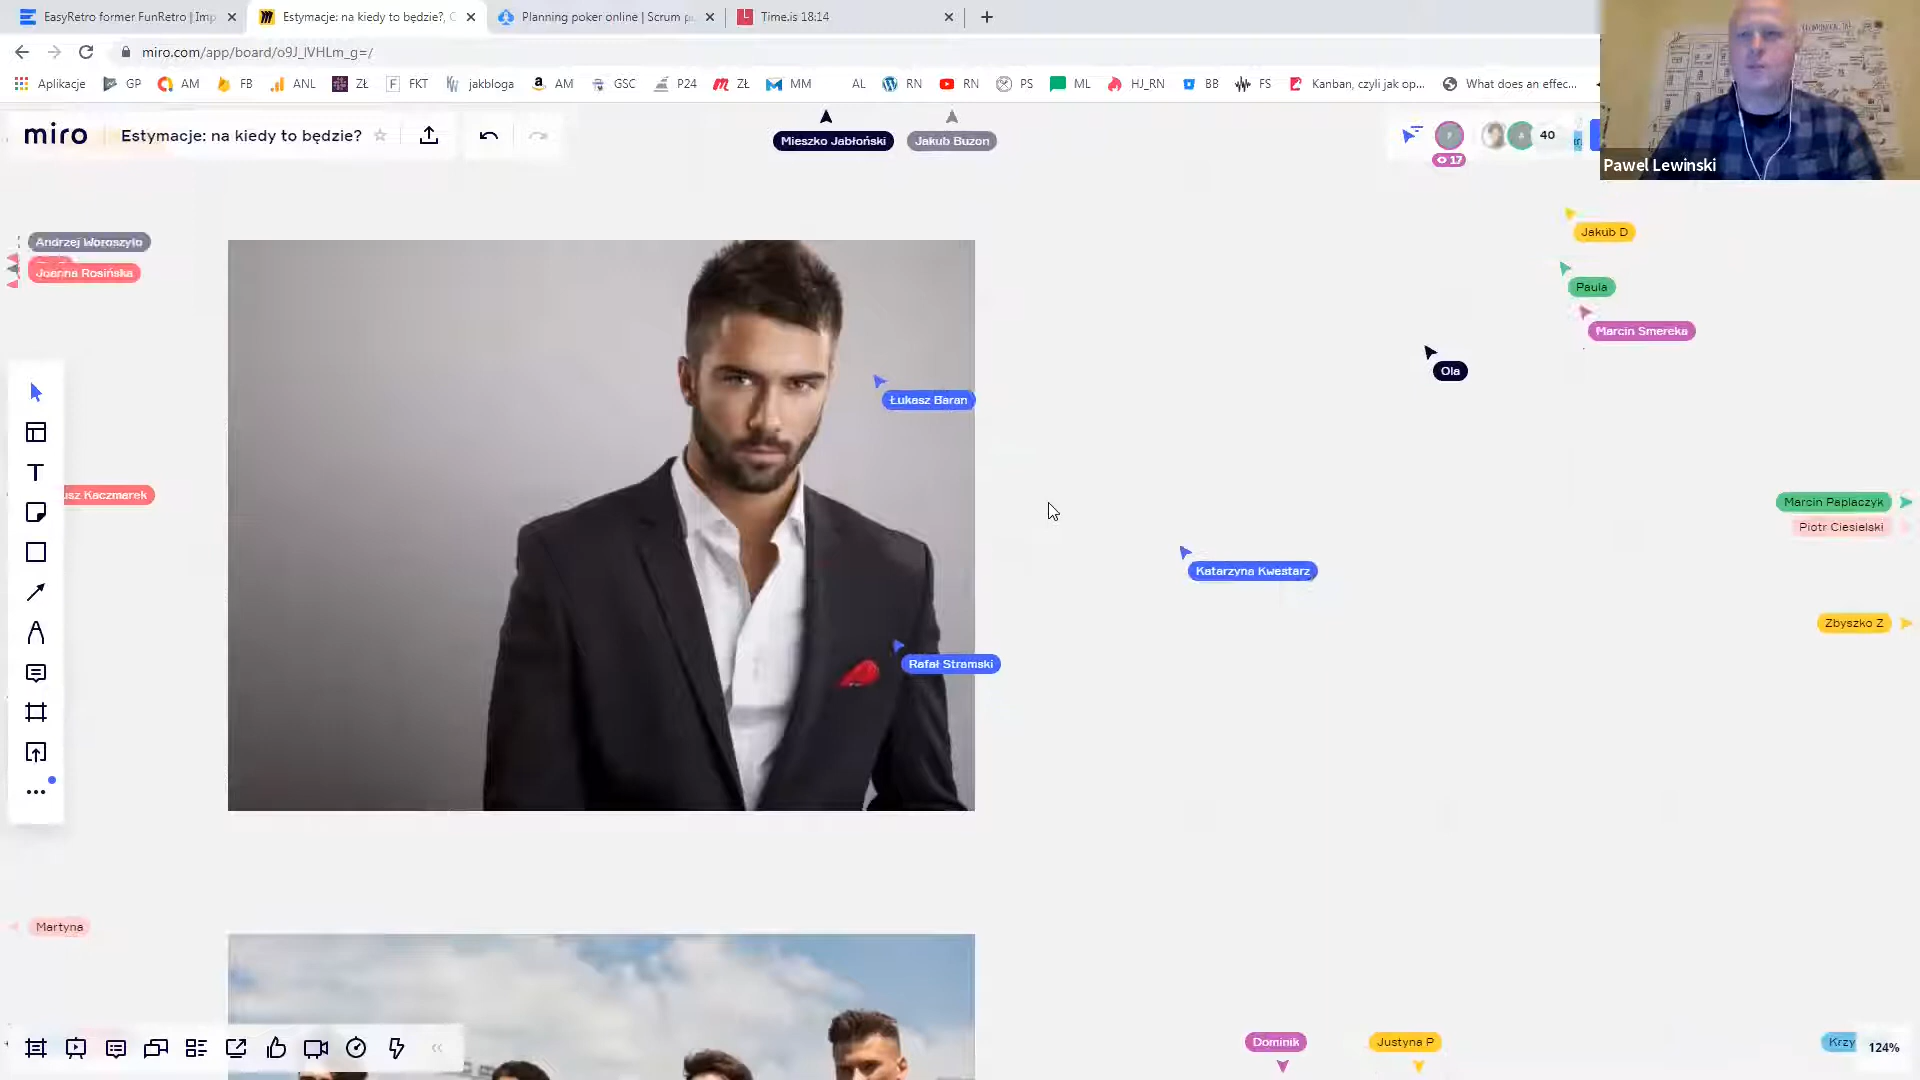 EasyRetro former FunRetro | Imp
Estymacje: na kiedy to będzie?, C
Planning poker online | Scrum p
Time.is 18:14
miro.com/app/board/o9J_lVHLm_g=/
Aplikacje
GP
AM
FB
ANL
ZŁ
FKT
jakbloga
AM
GSC
P24
ZŁ
MM
AL
RN
RN
PS
ML
HJ_RN
BB
FS
Kanban, czyli jak op...
What does an effec...
miro
Estymacje: na kiedy to będzie?
Mieszko Jabłoński
Jakub Buzon
40
17
Pawel Lewinski
Andrzej Woroszyło
Joanna Rosińska
Jakub D
Paula
Marcin Smereka
Ola
Łukasz Baran
usz Kaczmarek
Marcin Paplaczyk
Piotr Ciesielski
Katarzyna Kwestarz
Zbyszko Z
Rafał Stramski
Martyna
Dominik
Justyna P
Krzy
124%